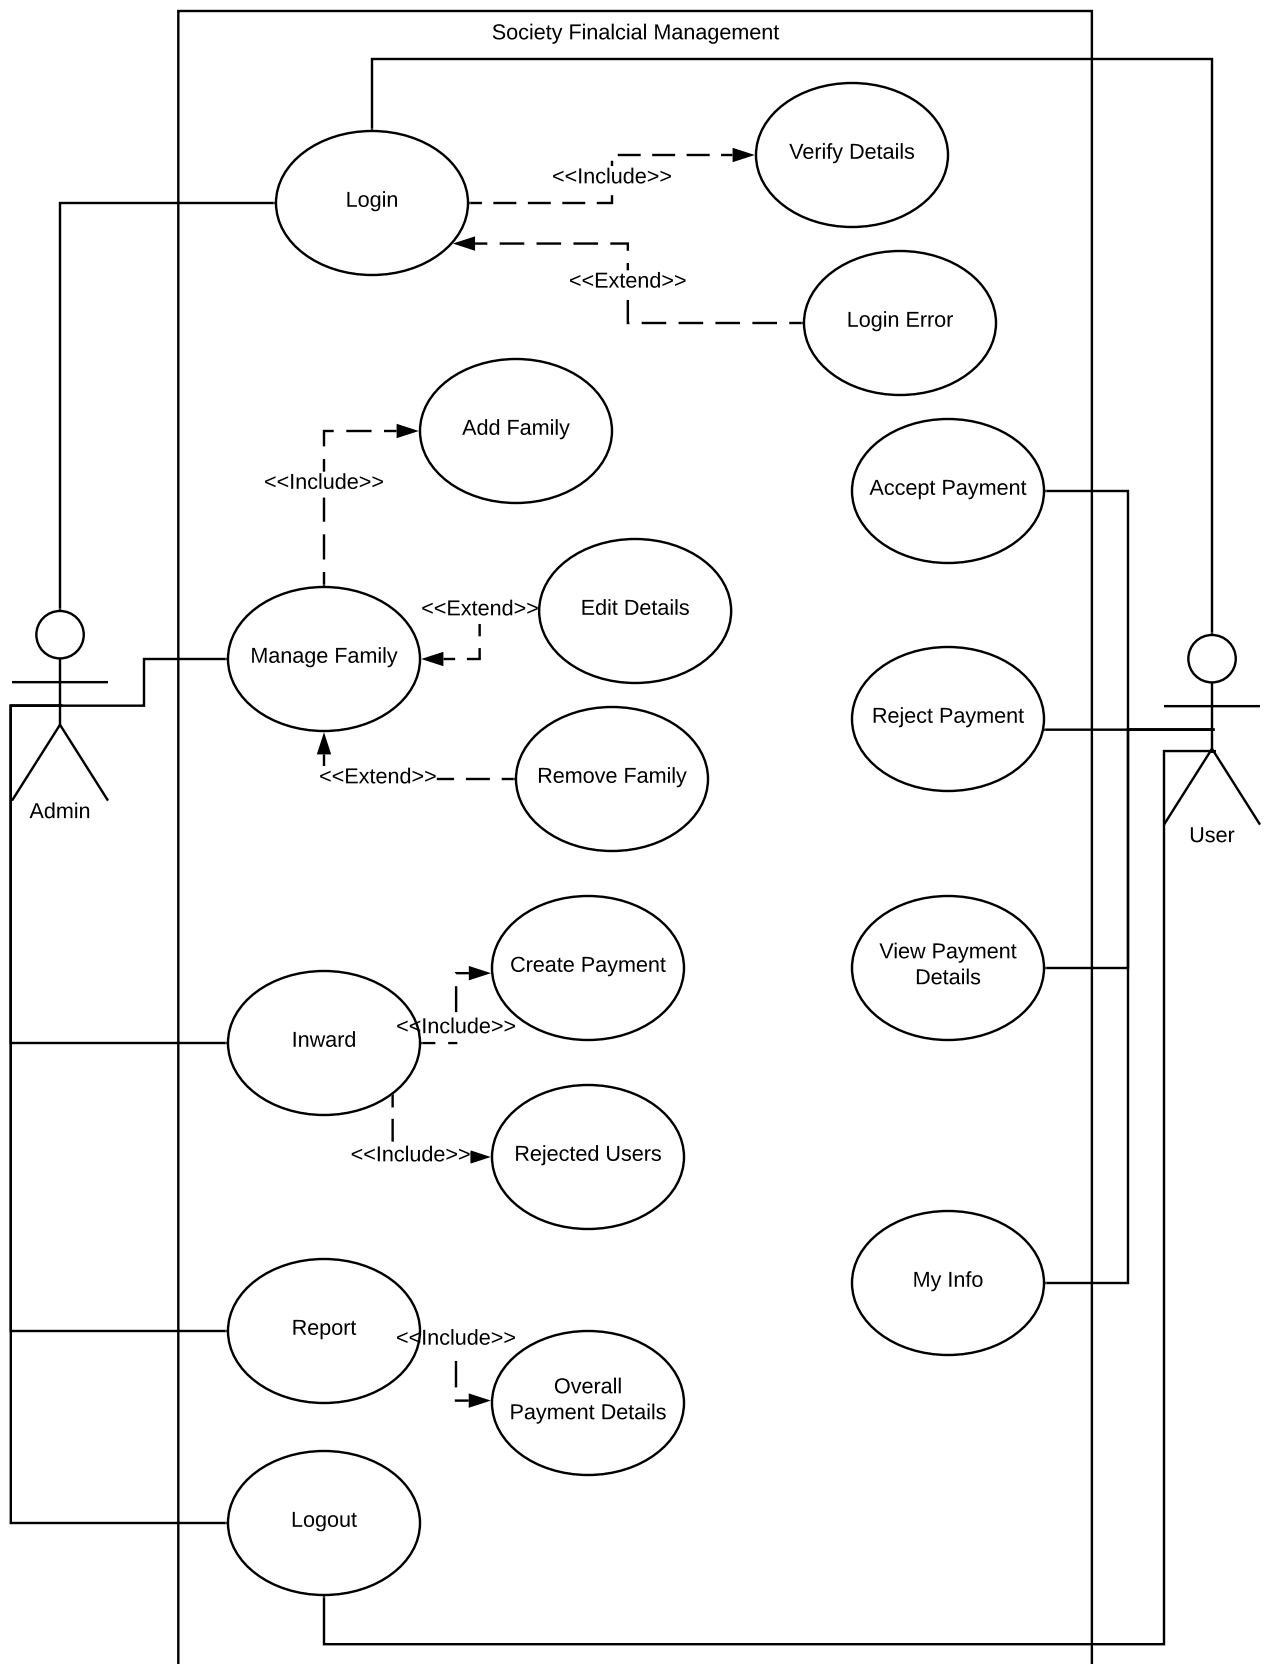 Society Finalcial Management
Verify Details
<<Include>>
Login
<<Extend>>
Login Error
Add Family
<<Include>>
Accept Payment
<<Extend>>
Edit Details
Manage Family
Reject Payment
<<Extend>>
Remove Family
Admin
User
View Payment
Details
Create Payment
<<Include>>
Inward
<<Include>>
Rejected Users
My Info
Report
<<Include>>
Overall
Payment Details
Logout